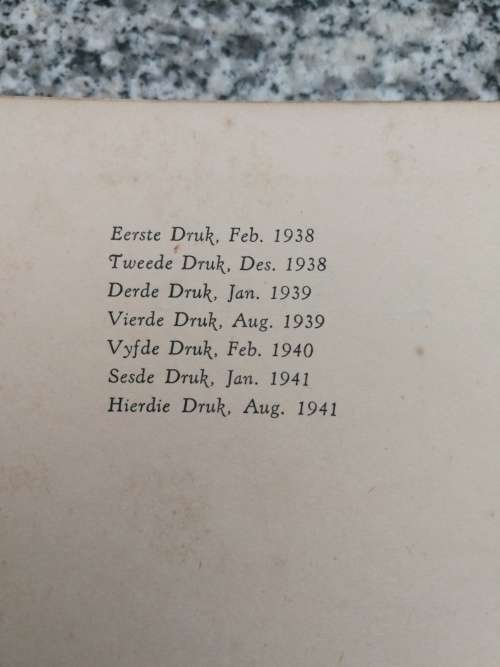 Eerste Druk, Feb. 1938
Tweede Druk, Des. 1938
Derde Druk, Jan. 1939
Vierde Druk, Aug. 1939
Vyfde Druk, Feb. 1940
Sesde Druk, Jan. 1941
Hierdie Druk, Aug. 1941